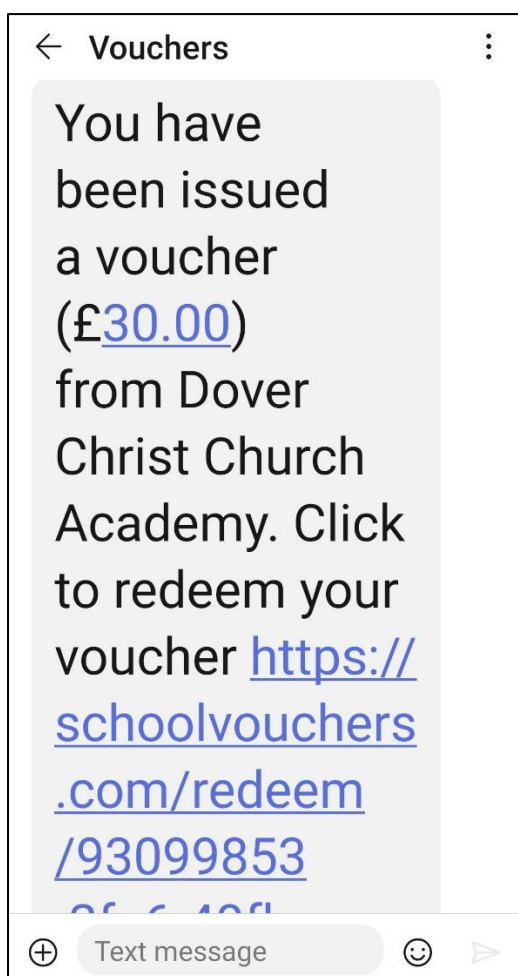 Vouchers
You have
been issued
a voucher
(£30.00)
from Dover
Christ Church
Academy. Click
to redeem your
voucher https://
schoolvouchers
.com/redeem
/93099853
Text message